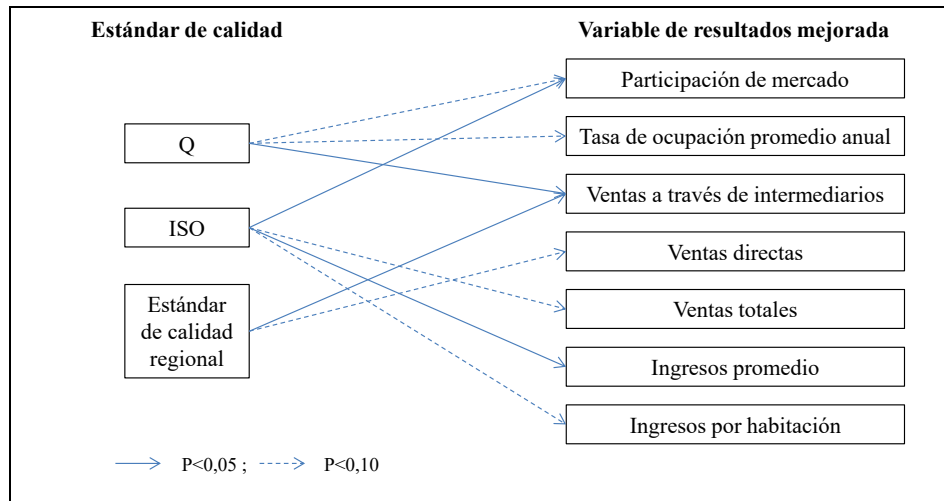 Estándar de calidad
Variable de resultados mejorada
Participación de mercado
Q
Tasa de ocupación promedio anual
Ventas a través de intermediarios
ISO
Ventas directas
Estándar
de calidad
regional
Ventas totales
Ingresos promedio
Ingresos por habitación
P<0,05 ;
P<0,10